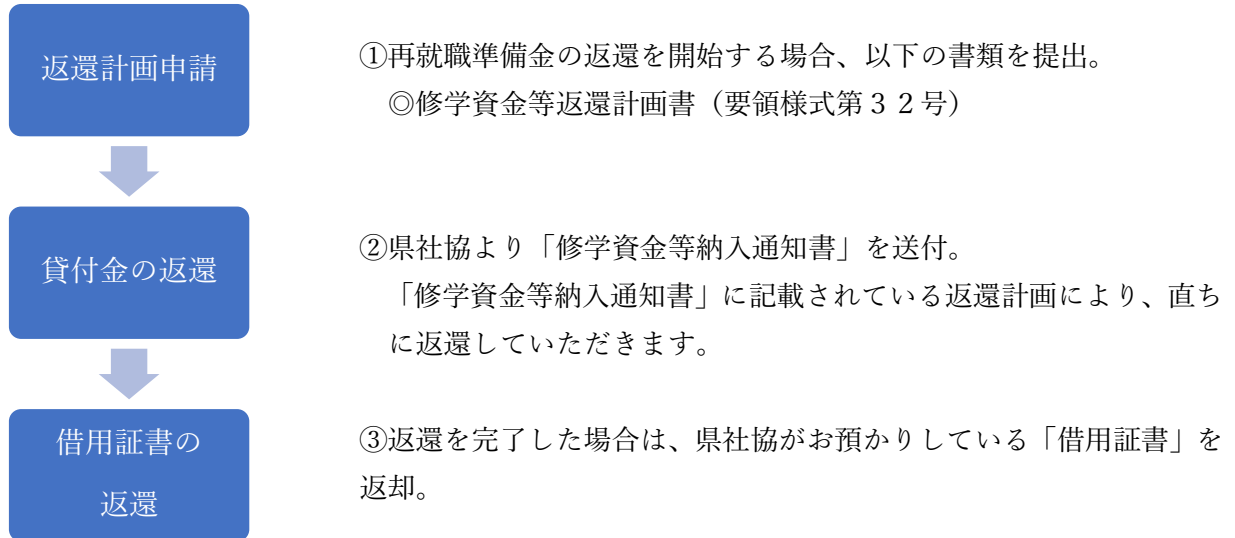 返還計画申請
①再就職準備金の返還を開始する場合、以下の書類を提出。
◎修学資金等返還計画書（要領様式第３２号）
貸付金の返還
②県社協より「修学資金等納入通知書」を送付。
「修学資金等納入通知書」に記載されている返還計画により、直ち
に返還していただきます。
借用証書の
返還
③返還を完了した場合は、県社協がお預かりしている「借用証書」を
返却。